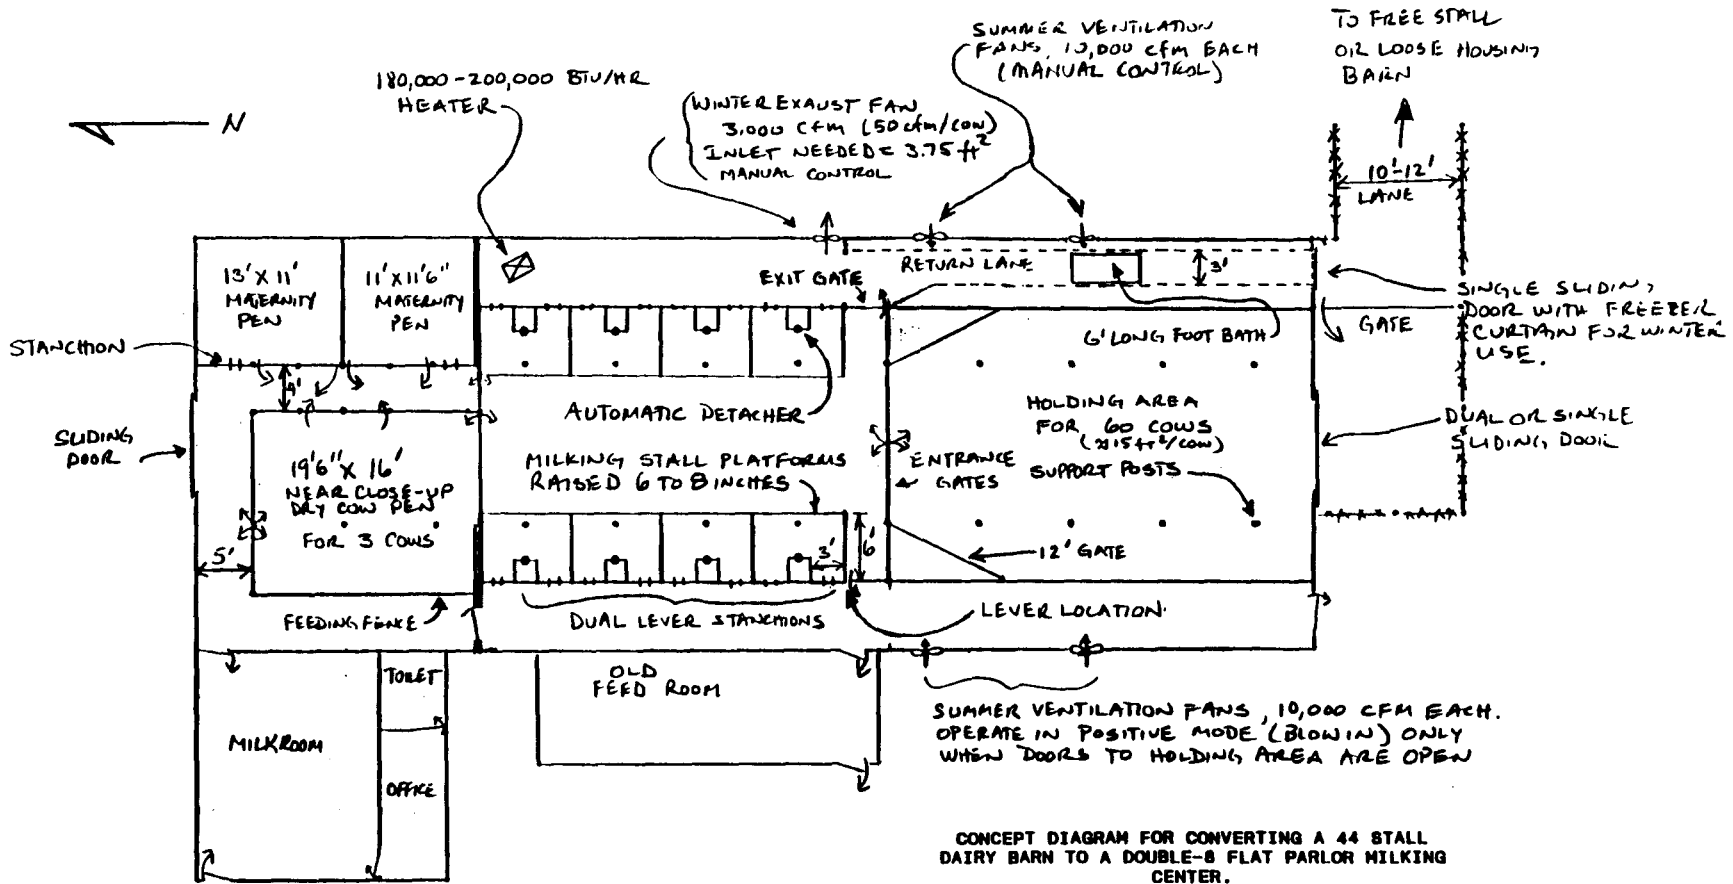 TO FREE STALL
OR LOOSE HOUSING
BARN
SUMMER VENTILATION
FANS, 10,000 cfm EACH
(MANUAL CONTROL)
180,000-200,000 BTU/HR
HEATER
WINTER EXAUST FAN
3,000 cfm (50 cfm/cow)
INLET NEEDED = 3.75 ft²
MANUAL CONTROL
N
10'-12'
LANE
13' X 11'
MATERNITY
PEN
11' X 11'6"
MATERNITY
PEN
EXIT GATE
RETURN LANE
3'
SINGLE SLIDING
DOOR WITH FREEZER
CURTAIN FOR WINTER
USE.
GATE
6' LONG FOOT BATH
STANCHION
4'
AUTOMATIC DETACHER
HOLDING AREA
FOR 60 COWS
(≈15 ft²/cow)
SUPPORT POSTS
DUAL OR SINGLE
SLIDING DOOR
SLIDING
DOOR
19'6" X 16'
NEAR CLOSE-UP
DRY COW PEN
FOR 3 COWS
MILKING STALL PLATFORMS
RAISED 6 TO 8 INCHES
ENTRANCE
GATES
5'
3'
6'
12' GATE
FEEDING FENCE
DUAL LEVER STANCHIONS
LEVER LOCATION
TOILET
OLD
FEED ROOM
MILKROOM
OFFICE
SUMMER VENTILATION FANS, 10,000 CFM EACH.
OPERATE IN POSITIVE MODE (BLOW IN) ONLY
WHEN DOORS TO HOLDING AREA ARE OPEN
CONCEPT DIAGRAM FOR CONVERTING A 44 STALL
DAIRY BARN TO A DOUBLE-8 FLAT PARLOR MILKING
CENTER.